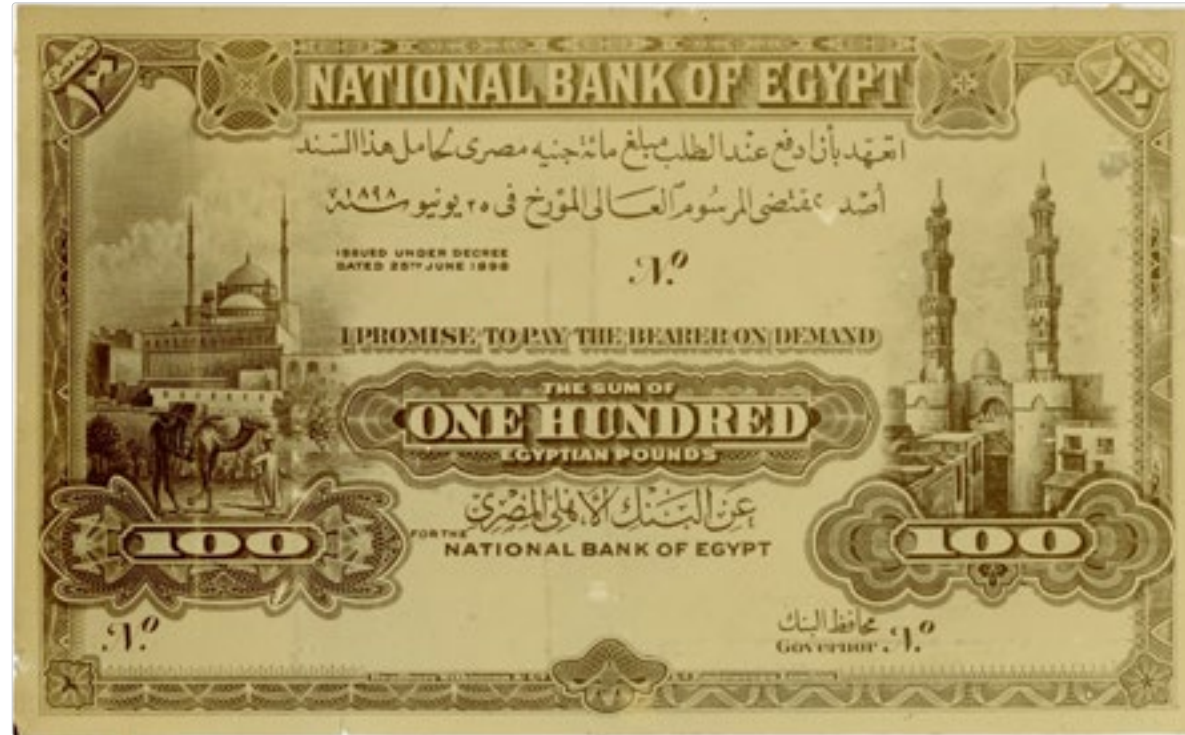 ١٠٠
NATIONAL BANK OF EGYPT
١٠٠
اتعهد بأن ادفع عند الطلب مبلغ مائة جنيه مصرى لحامل هذا السند
أصدر بمقتضى المرسوم العالى المؤرخ فى ٢٥ يونيو سنة ١٨٩٨
ISSUED UNDER DECREE
DATED 25TH JUNE 1898
No
I PROMISE TO PAY THE BEARER ON DEMAND
THE SUM OF
ONE HUNDRED
EGYPTIAN POUNDS
عن البنك الاهلى المصرى
FOR THE
NATIONAL BANK OF EGYPT
100
100
No
محافظ البنك
Governor
No